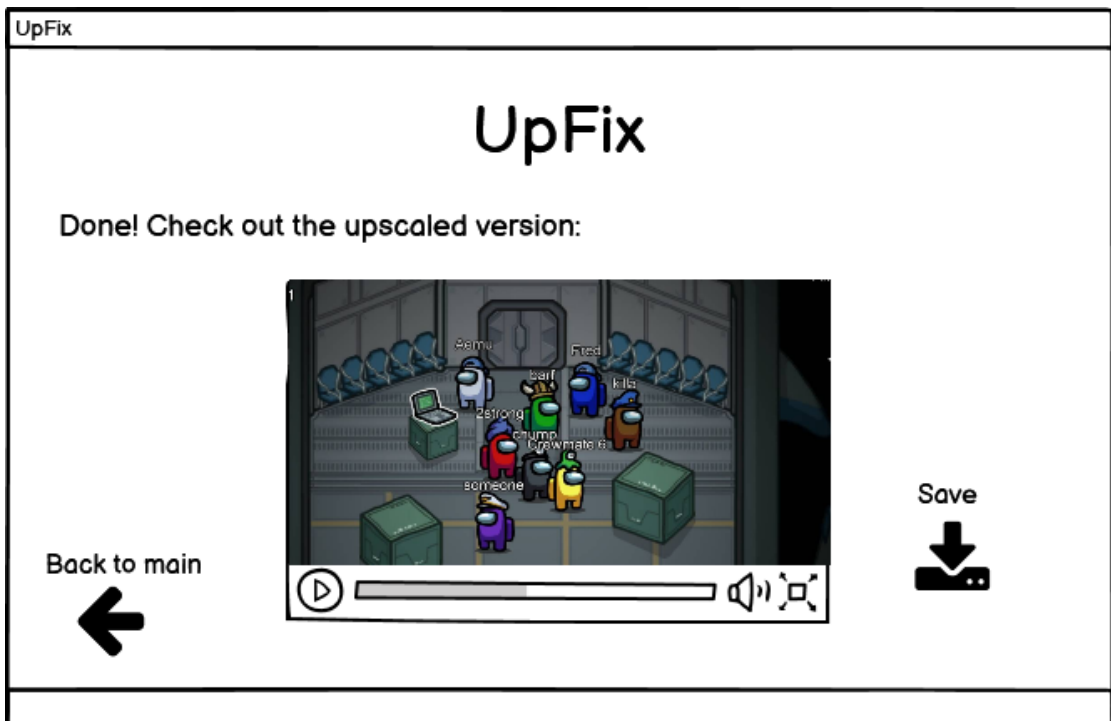 UpFix
UpFix
Done! Check out the upscaled version:
1
Aemu
Fred
barf
killa
2strong
chump
Crewmate 6
someone
Save
Back to main